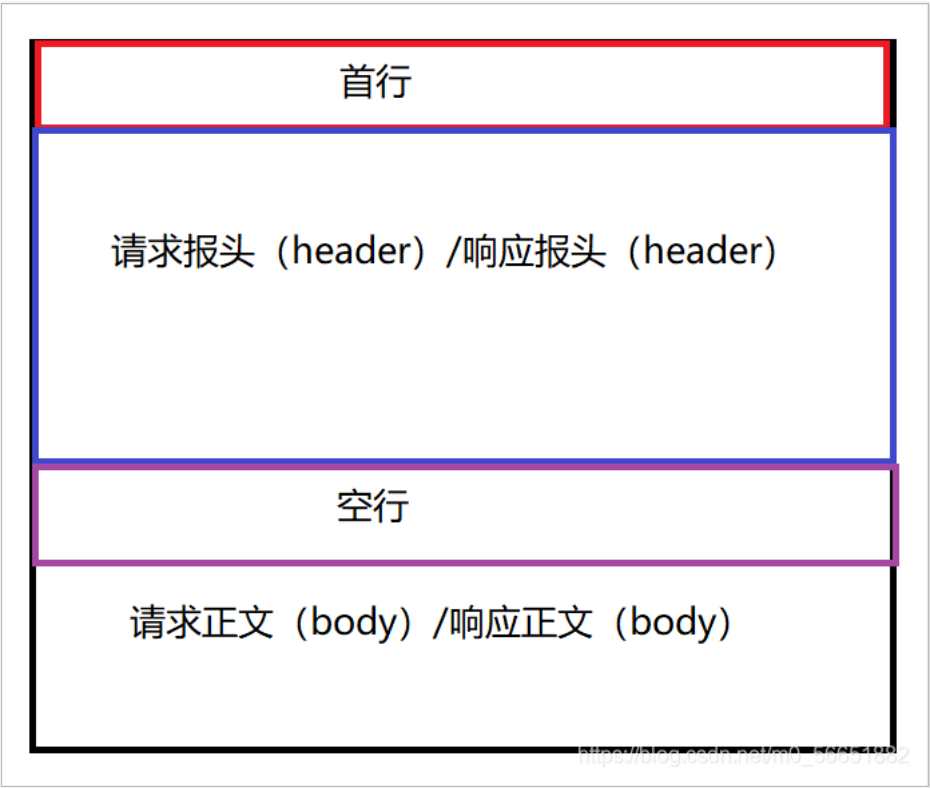 首行
请求报头（header）/响应报头（header）
空行
请求正文（body）/响应正文（body）
https://blog.csdn.net/m0_56651882